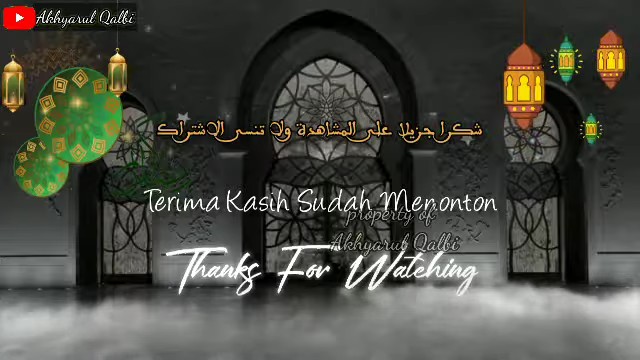 Akhyarul Qalbi
شكرا جزيلا على المشاهدة ولا تنسى الاشتراك
Terima Kasih Sudah Menonton
property of
Akhyarul Qalbi
Thanks For Watching